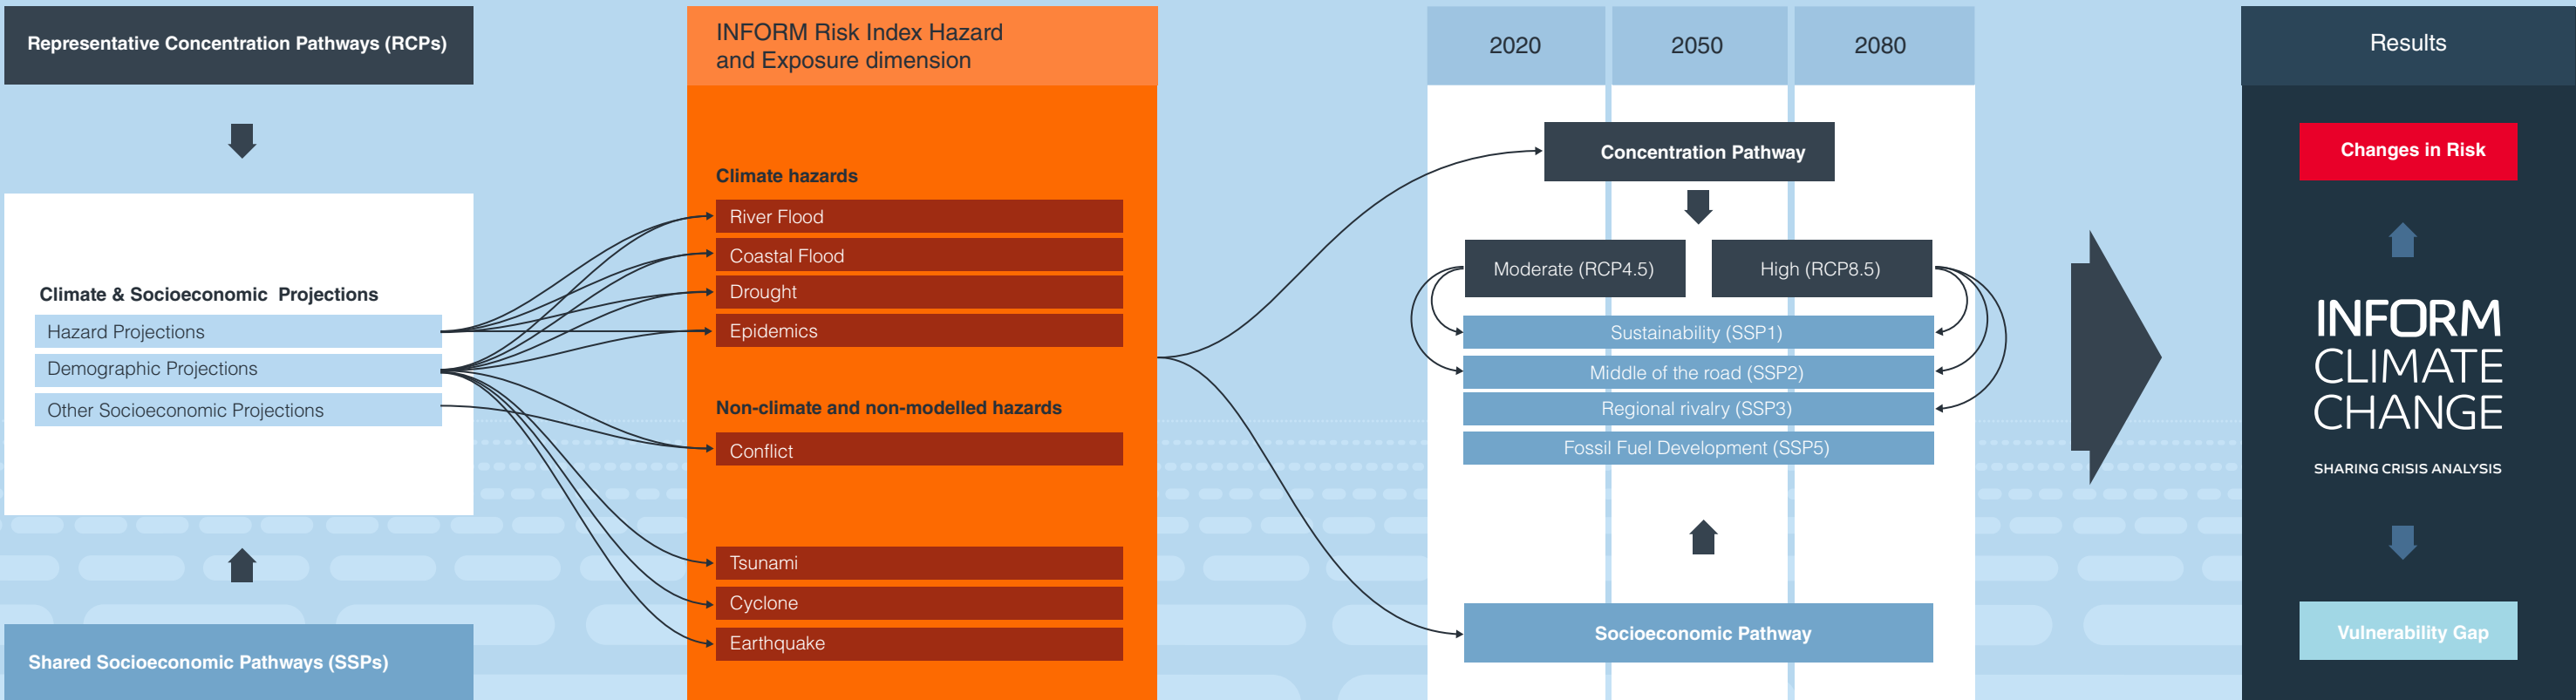 Representative Concentration Pathways (RCPs)
Climate & Socioeconomic Projections
Hazard Projections
Demographic Projections
Other Socioeconomic Projections
Shared Socioeconomic Pathways (SSPs)
INFORM Risk Index Hazard
and Exposure dimension
Climate hazards
River Flood
Coastal Flood
Drought
Epidemics
Non-climate and non-modelled hazards
Conflict
Tsunami
Cyclone
Earthquake
2020
2050
2080
Concentration Pathway
Moderate (RCP4.5)
High (RCP8.5)
Sustainability (SSP1)
Middle of the road (SSP2)
Regional rivalry (SSP3)
Fossil Fuel Development (SSP5)
Socioeconomic Pathway
Results
Changes in Risk
INFORM
CLIMATE
CHANGE
SHARING CRISIS ANALYSIS
Vulnerability Gap